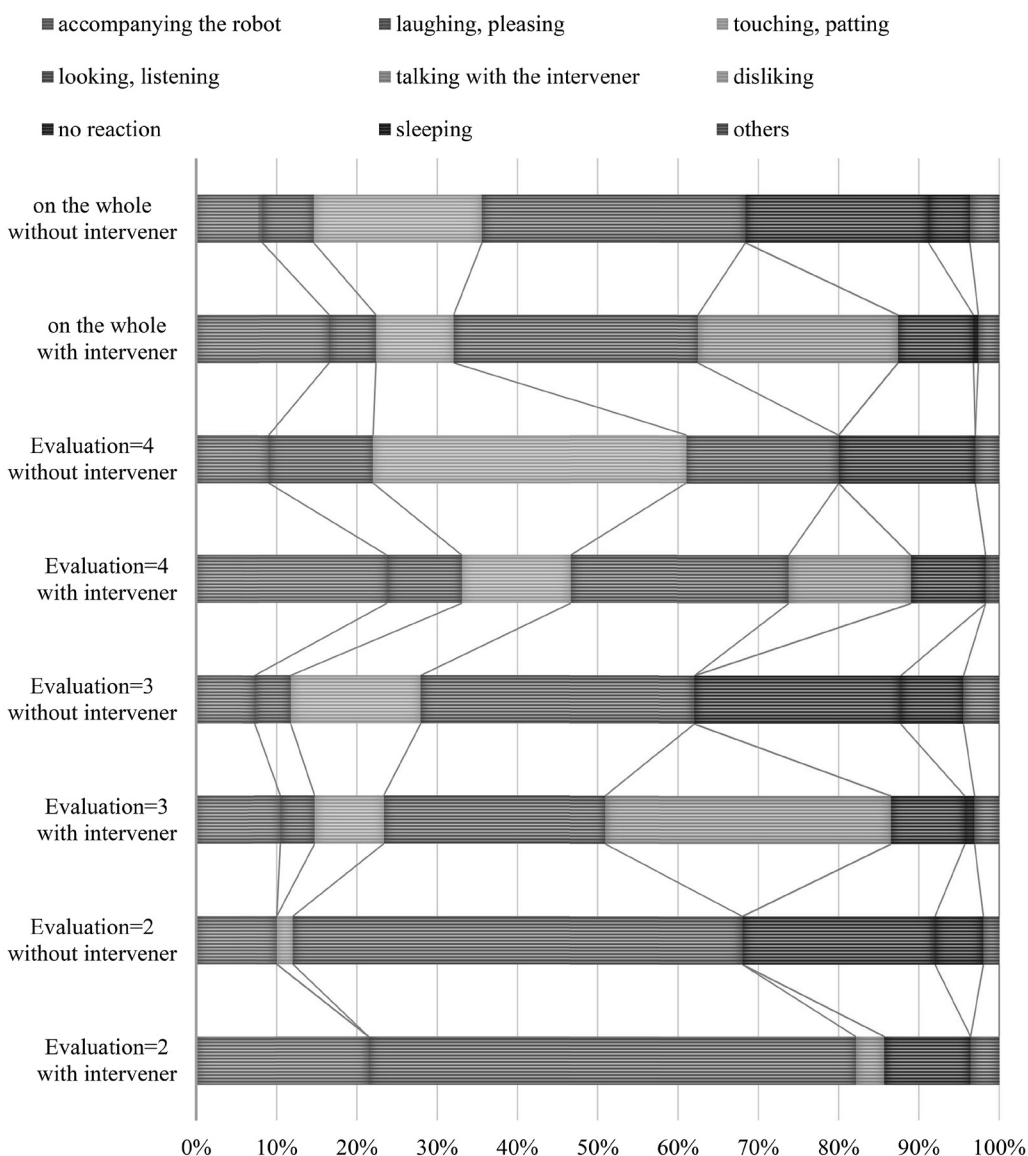 accompanying the robot
laughing, pleasing
touching, patting
looking, listening
talking with the intervener
disliking
no reaction
sleeping
others
on the whole
without intervener
on the whole
with intervener
Evaluation=4
without intervener
Evaluation=4
with intervener
Evaluation=3
without intervener
Evaluation=3
with intervener
Evaluation=2
without intervener
Evaluation=2
with intervener
0% 10% 20% 30% 40% 50% 60% 70% 80% 90% 100%